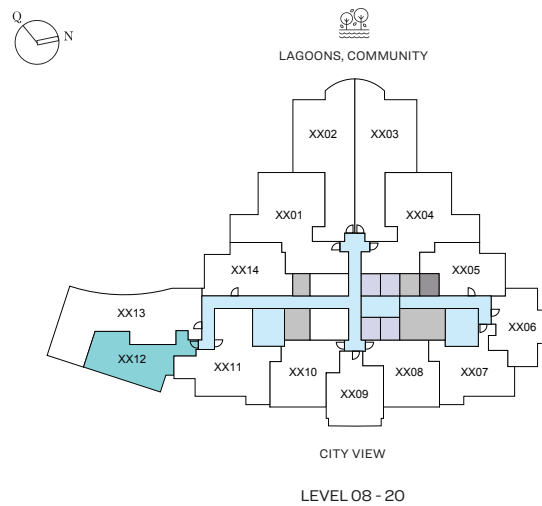 Q
N
LAGOONS, COMMUNITY
XX02
XX03
XX01
XX04
XX14
XX05
XX13
XX06
XX12
XX11
XX10
XX09
XX08
XX07
CITY VIEW
LEVEL 08 - 20